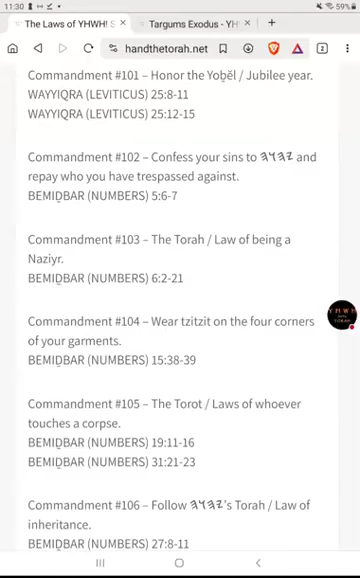 11:30 59%
The Laws of YHWH! S × Targums Exodus - YH × +
handthetorah.net 2
Commandment #101 – Honor the Yoḇĕl / Jubilee year.
WAYYIQRA (LEVITICUS) 25:8-11
WAYYIQRA (LEVITICUS) 25:12-15
Commandment #102 – Confess your sins to 𐤉𐤄𐤅𐤄 and
repay who you have trespassed against.
BEMIḎBAR (NUMBERS) 5:6-7
Commandment #103 – The Torah / Law of being a
Naziyr.
BEMIḎBAR (NUMBERS) 6:2-21
Commandment #104 – Wear tzitzit on the four corners
of your garments.
BEMIḎBAR (NUMBERS) 15:38-39
YHWH
TORAH
Commandment #105 – The Torot / Laws of whoever
touches a corpse.
BEMIḎBAR (NUMBERS) 19:11-16
BEMIḎBAR (NUMBERS) 31:21-23
Commandment #106 – Follow 𐤉𐤄𐤅𐤄's Torah / Law of
inheritance.
BEMIḎBAR (NUMBERS) 27:8-11